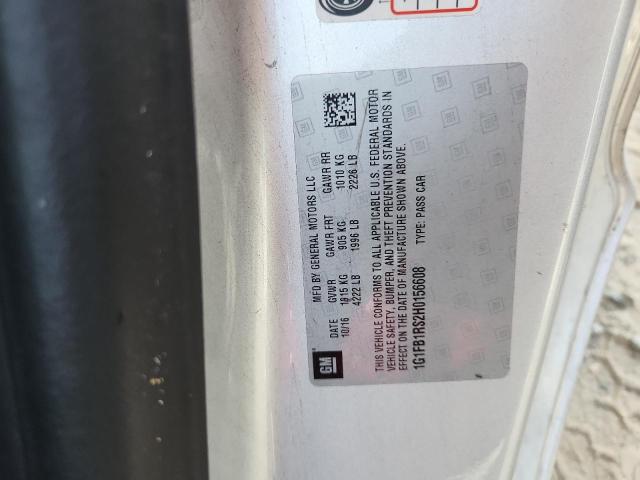 MFD BY GENERAL MOTORS LLC
DATE GVWR GAWR FRT GAWR RR
10/16 1915 KG 905 KG 1010 KG
4222 LB 1996 LB 2226 LB
GM
THIS VEHICLE CONFORMS TO ALL APPLICABLE U.S. FEDERAL MOTOR
VEHICLE SAFETY, BUMPER, AND THEFT PREVENTION STANDARDS IN
EFFECT ON THE DATE OF MANUFACTURE SHOWN ABOVE.
1G1FB1RS2H0156608 TYPE: PASS CAR